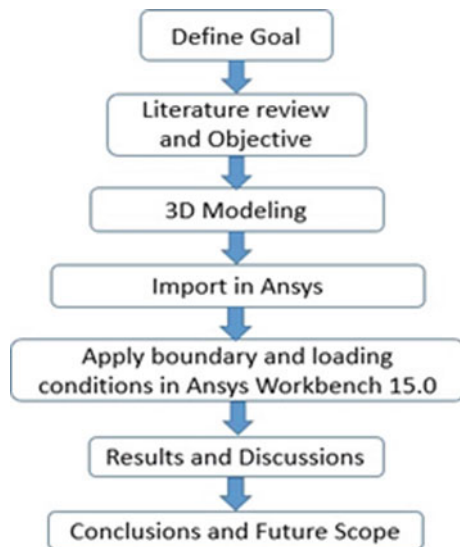 Define Goal
Literature review
and Objective
3D Modeling
Import in Ansys
Apply boundary and loading
conditions in Ansys Workbench 15.0
Results and Discussions
Conclusions and Future Scope